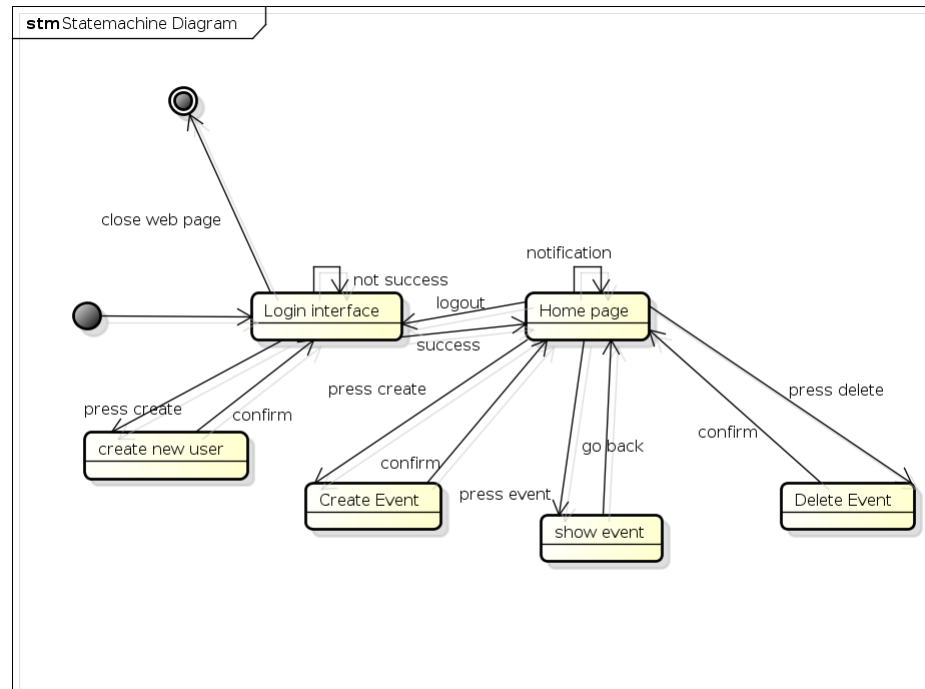 stm Statemachine Diagram
close web page
notification
not success
Login interface
logout
Home page
success
press create
press delete
press create
confirm
confirm
create new user
go back
confirm
press event
Create Event
Delete Event
show event